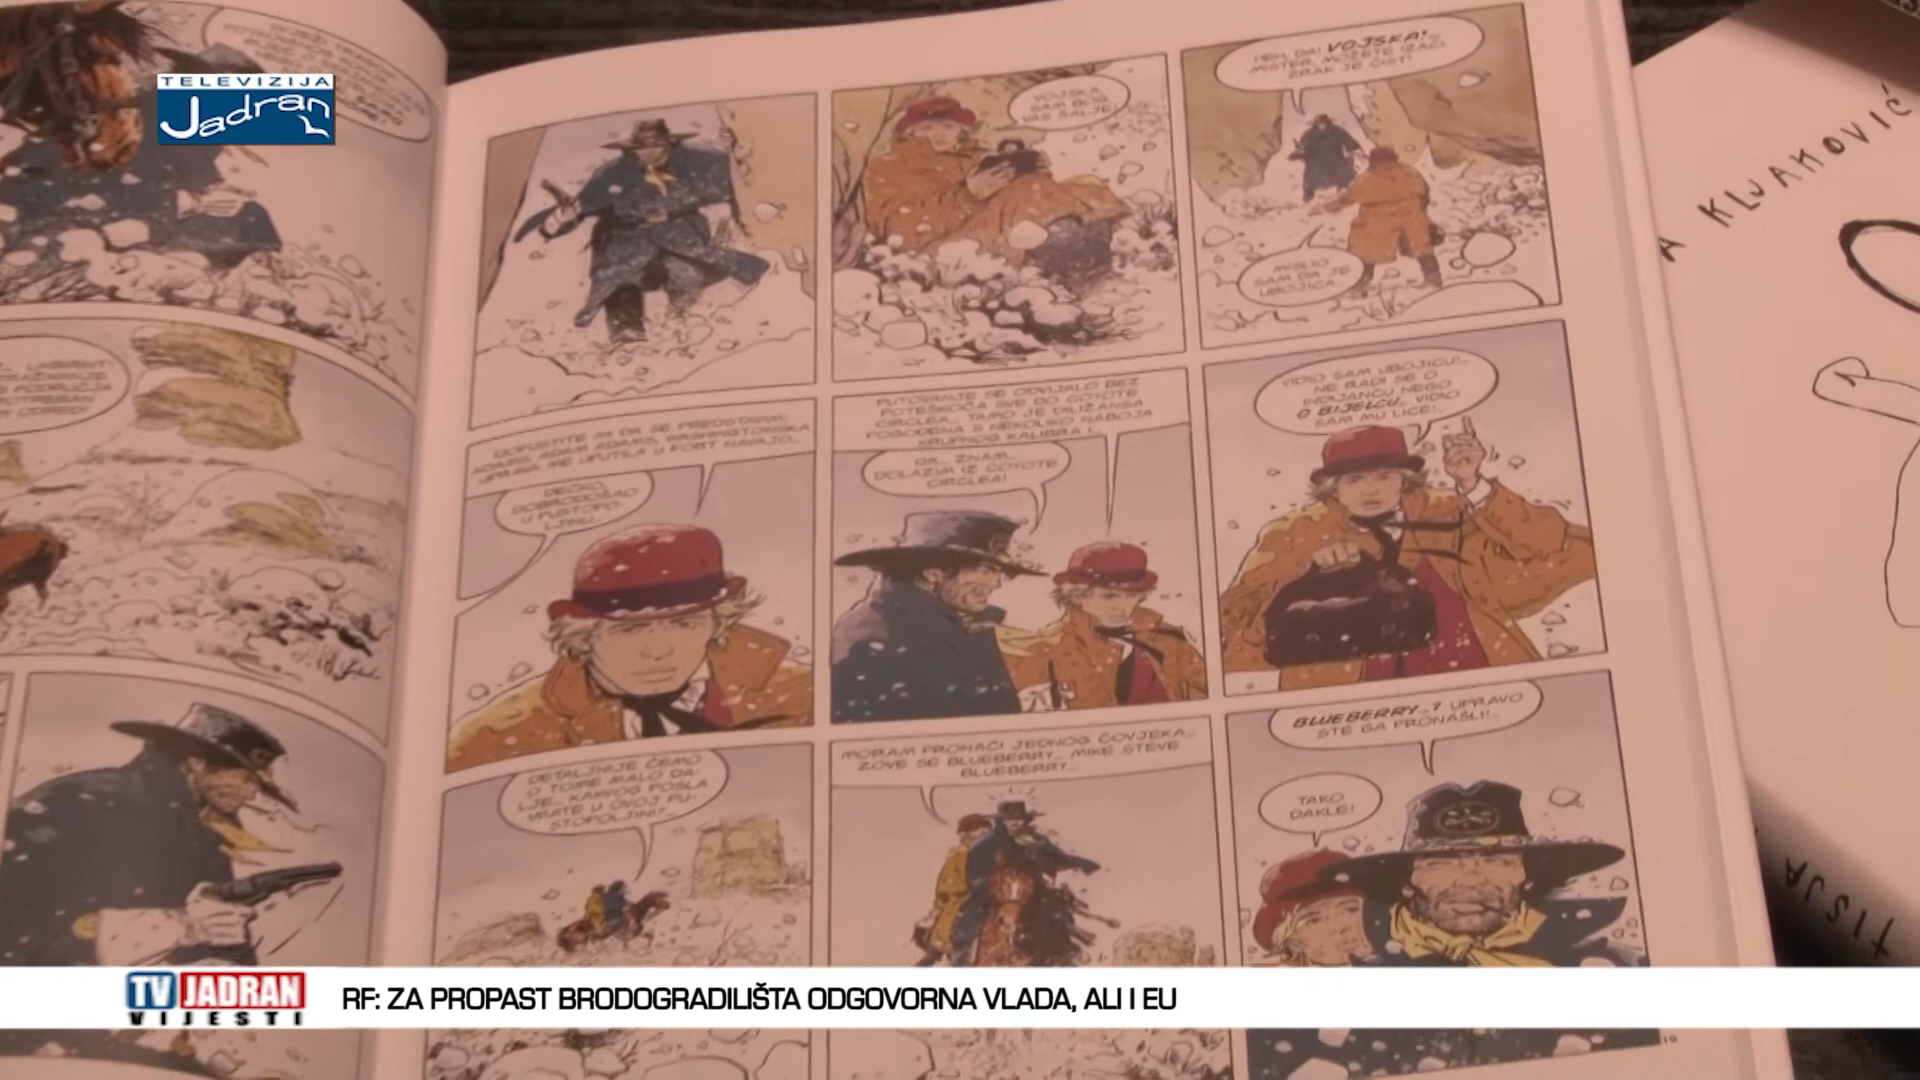 TELEVIZIJA
Jadran
HEH, DA! VOJSKA!..
MISTER, MOŽETE IZAĆI
ZRAK JE ČIST!
VOJSKA,
SAM BOG
VAS ŠALJE!
MISLIO
SAM DA JE
UBOJICA...
DOPUSTITE MI DA SE PREDSTAVIM:
ADAMS, ADAM ADAMS, WASHINGTONSKA
UPRAVA ME UPUTILA U FORT NAVAJO...
DEČKO,
DOBRODOŠAO
U PUSTOPO-
LJINU...
PUTOVANJE SE ODVIJALO BEZ
POTEŠKOĆA SVE DO COYOTE
CIRCLEA... TAMO JE DILIŽANSA
POGOĐENA S NEKOLIKO NABOJA
KRUPNOG KALIBRA I...
DA... ZNAM...
DOLAZIM IZ COYOTE
CIRCLEA!
VIDIO SAM UBOJICU!..
NE RADI SE O
INDIJANCU NEGO
O BIJELCU.. VIDIO
SAM MU LICE!..
DETALJNIJE ĆEMO
O TOME MALO DA-
LJE... KAKVOG POSLA
IMATE U OVOJ PU-
STOPOLJINI?..
MORAM PRONAĆI JEDNOG ČOVJEKA...
ZOVE SE BLUEBERRY... MIKE STEVE
BLUEBERRY...
BLUEBERRY..? UPRAVO
STE GA PRONAŠLI!..
TAKO
DAKLE!
A KLJAKOVIĆ
TISJA
TV JADRAN
VIJESTI
RF: ZA PROPAST BRODOGRADILIŠTA ODGOVORNA VLADA, ALI I EU